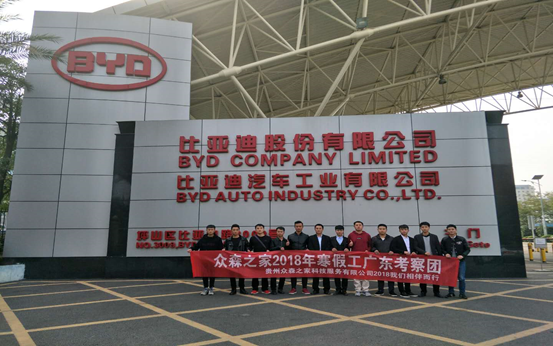 BYD
比亚迪股份有限公司
BYD COMPANY LIMITED
比亚迪汽车工业有限公司
BYD AUTO INDUSTRY CO.,LTD.
众森之家2018年寒假工广东考察团
贵州众森之家科技服务有限公司2018我们相伴而行